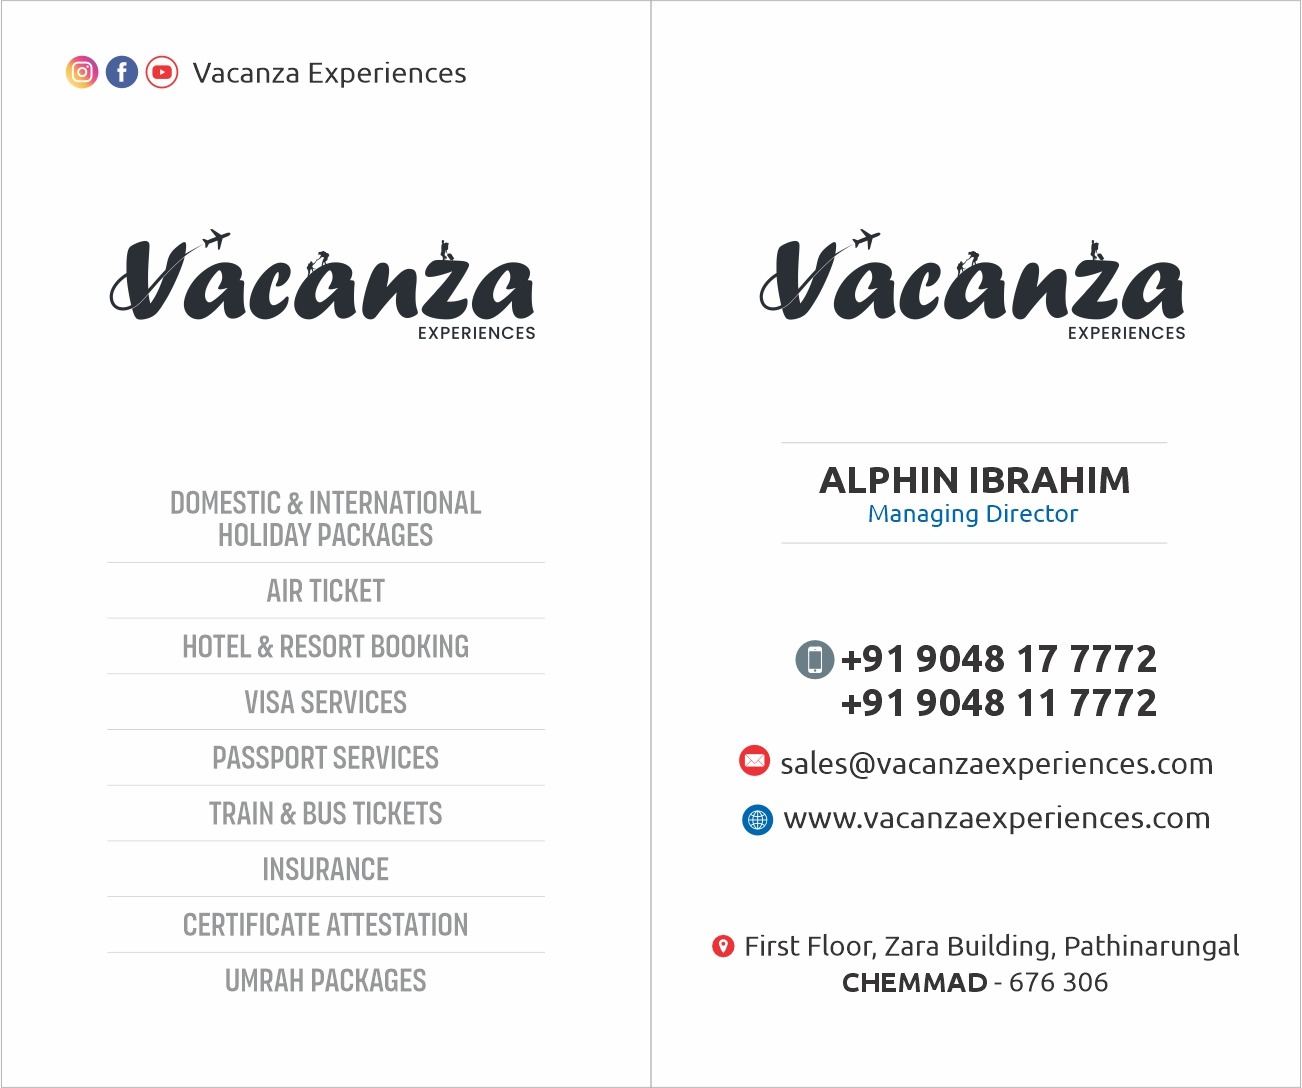 Vacanza Experiences
Vacanza
EXPERIENCES
DOMESTIC & INTERNATIONAL
HOLIDAY PACKAGES
AIR TICKET
HOTEL & RESORT BOOKING
VISA SERVICES
PASSPORT SERVICES
TRAIN & BUS TICKETS
INSURANCE
CERTIFICATE ATTESTATION
UMRAH PACKAGES
Vacanza
EXPERIENCES
ALPHIN IBRAHIM
Managing Director
+91 9048 17 7772
+91 9048 11 7772
sales@vacanzaexperiences.com
www.vacanzaexperiences.com
First Floor, Zara Building, Pathinarungal
CHEMMAD - 676 306